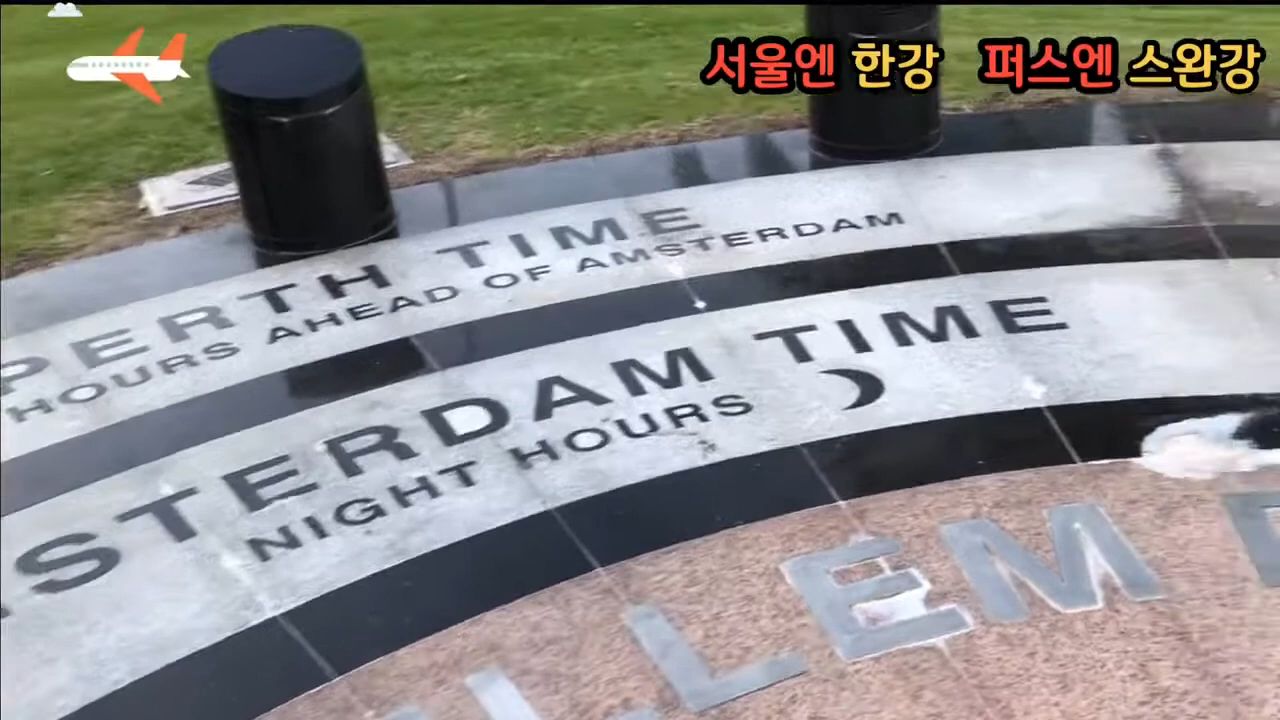 서울엔 한강 퍼스엔 스완강
PERTH TIME
HOURS AHEAD OF AMSTERDAM
STERDAM TIME
NIGHT HOURS
LLEM